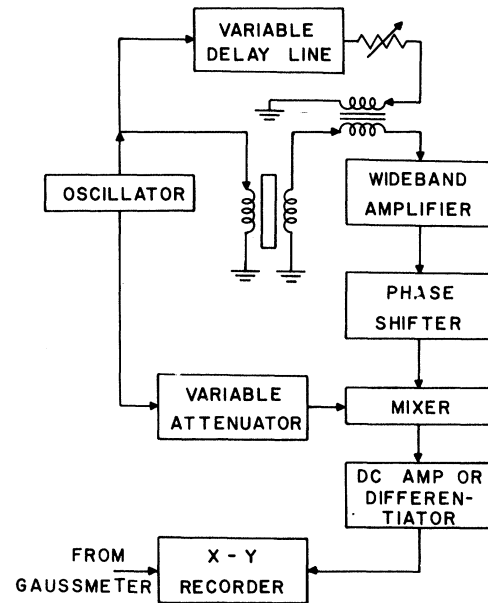 VARIABLE
DELAY LINE
OSCILLATOR
WIDEBAND
AMPLIFIER
PHASE
SHIFTER
VARIABLE
ATTENUATOR
MIXER
DC AMP OR
DIFFEREN-
TIATOR
FROM
GAUSSMETER
X-Y
RECORDER